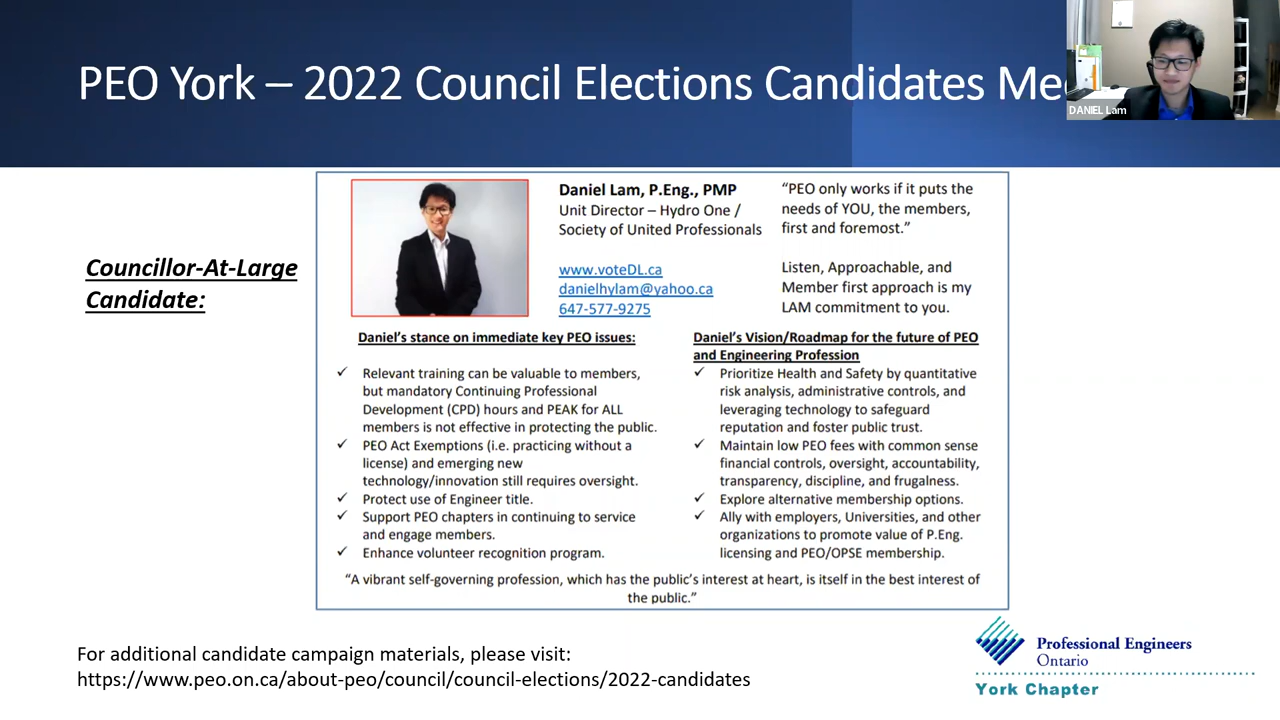 PEO York – 2022 Council Elections Candidates Me
DANIEL Lam
Councillor-At-Large
Candidate:
Daniel Lam, P.Eng., PMP
Unit Director – Hydro One /
Society of United Professionals
www.voteDL.ca
danielhylam@yahoo.ca
647-577-9275
“PEO only works if it puts the
needs of YOU, the members,
first and foremost.”
Listen, Approachable, and
Member first approach is my
LAM commitment to you.
Daniel’s stance on immediate key PEO issues:
✓ Relevant training can be valuable to members,
but mandatory Continuing Professional
Development (CPD) hours and PEAK for ALL
members is not effective in protecting the public.
✓ PEO Act Exemptions (i.e. practicing without a
license) and emerging new
technology/innovation still requires oversight.
✓ Protect use of Engineer title.
✓ Support PEO chapters in continuing to service
and engage members.
✓ Enhance volunteer recognition program.
Daniel’s Vision/Roadmap for the future of PEO
and Engineering Profession
✓ Prioritize Health and Safety by quantitative
risk analysis, administrative controls, and
leveraging technology to safeguard
reputation and foster public trust.
✓ Maintain low PEO fees with common sense
financial controls, oversight, accountability,
transparency, discipline, and frugalness.
✓ Explore alternative membership options.
✓ Ally with employers, Universities, and other
organizations to promote value of P.Eng.
licensing and PEO/OPSE membership.
“A vibrant self-governing profession, which has the public’s interest at heart, is itself in the best interest of
the public.”
For additional candidate campaign materials, please visit:
https://www.peo.on.ca/about-peo/council/council-elections/2022-candidates
Professional Engineers
Ontario
York Chapter